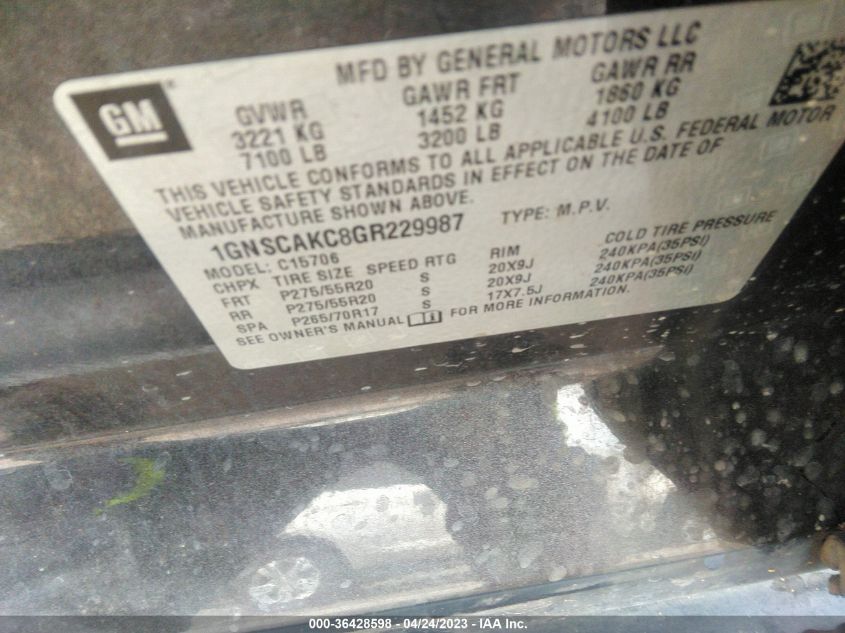 MFD BY GENERAL MOTORS LLC
GM
GVWR GAWR FRT GAWR RR
3221 KG 1452 KG 1860 KG
7100 LB 3200 LB 4100 LB
THIS VEHICLE CONFORMS TO ALL APPLICABLE U.S. FEDERAL MOTOR
VEHICLE SAFETY STANDARDS IN EFFECT ON THE DATE OF
MANUFACTURE SHOWN ABOVE.
1GNSCAKC8GR229987 TYPE: M.P.V.
MODEL: C15706
CHPX TIRE SIZE SPEED RTG RIM COLD TIRE PRESSURE
FRT P275/55R20 S 20X9J 240KPA(35PSI)
RR P275/55R20 S 20X9J 240KPA(35PSI)
SPA P265/70R17 S 17X7.5J 240KPA(35PSI)
SEE OWNER'S MANUAL FOR MORE INFORMATION.
000-36428598 - 04/24/2023 - IAA Inc.